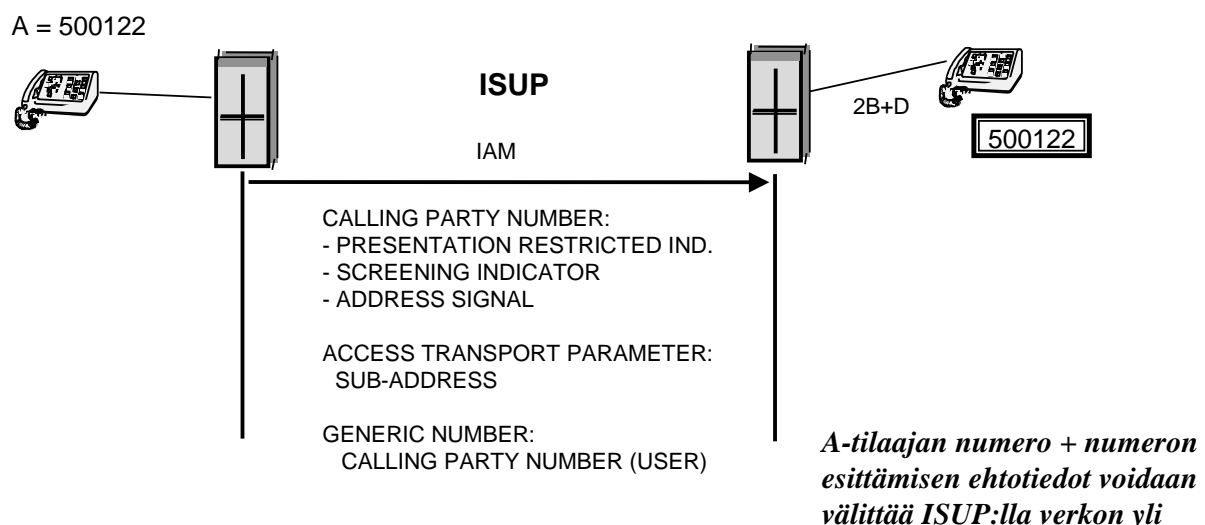 A = 500122
ISUP
2B+D
500122
IAM
CALLING PARTY NUMBER:
- PRESENTATION RESTRICTED IND.
- SCREENING INDICATOR
- ADDRESS SIGNAL
ACCESS TRANSPORT PARAMETER:
SUB-ADDRESS
GENERIC NUMBER:
CALLING PARTY NUMBER (USER)
A-tilaajan numero + numeron
esittämisen ehtotiedot voidaan
välittää ISUP:lla verkon yli